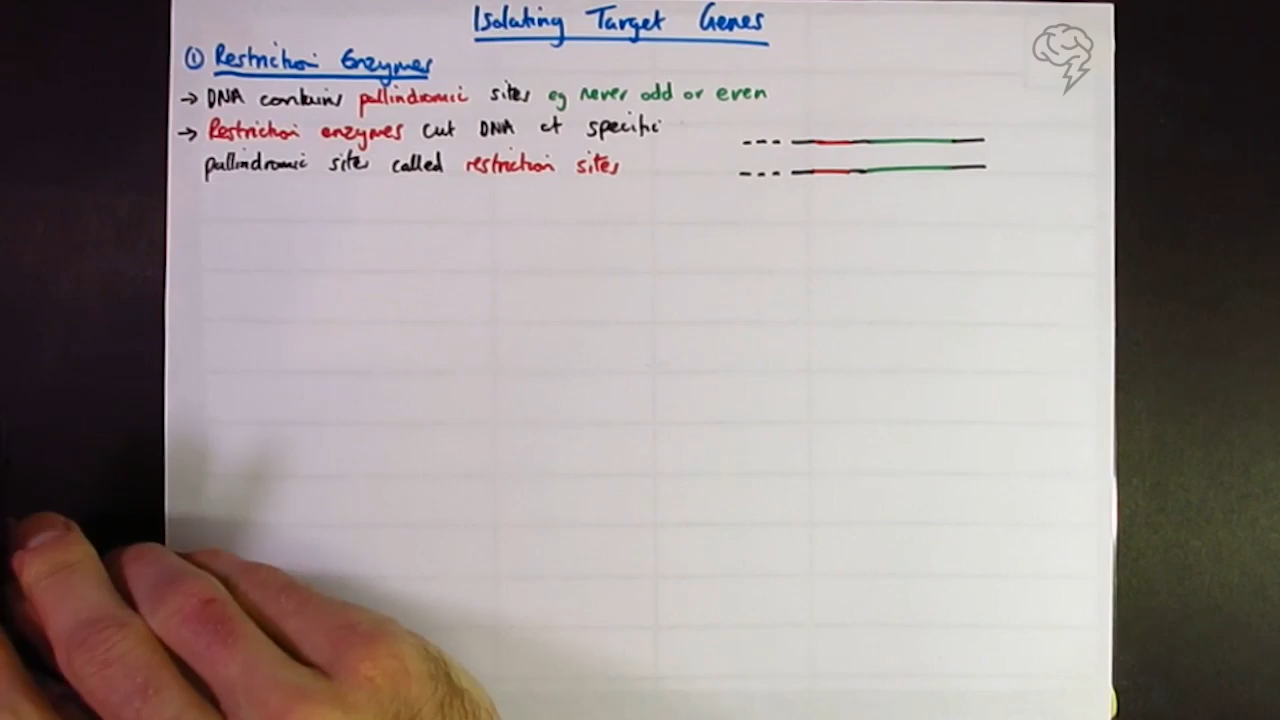 Isolating Target Genes
① Restriction Enzymes
→ DNA contains pallindromic sites eg never odd or even
→ Restriction enzymes cut DNA at specific
pallindromic site called restriction sites